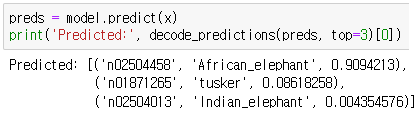 preds = model.predict(x)
print('Predicted:', decode_predictions(preds, top=3)[0])
Predicted: [('n02504458', 'African_elephant', 0.9094213),
('n01871265', 'tusker', 0.08618258),
('n02504013', 'Indian_elephant', 0.004354576)]